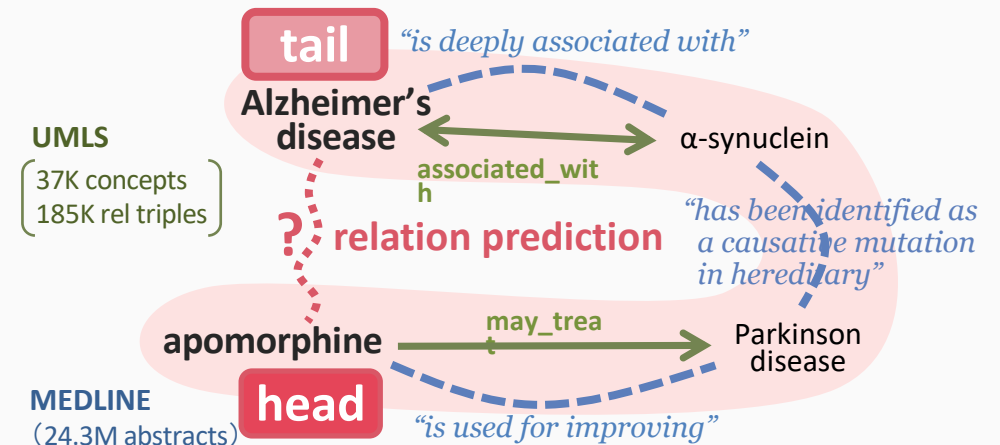 tail
“is deeply associated with”
Alzheimer’s
disease
UMLS
37K concepts
185K rel triples
α-synuclein
associated_wit
h
“has been identified as
a causative mutation
in hereditary”
?
relation prediction
may_trea
t
apomorphine
Parkinson
disease
head
MEDLINE
（24.3M abstracts）
“is used for improving”